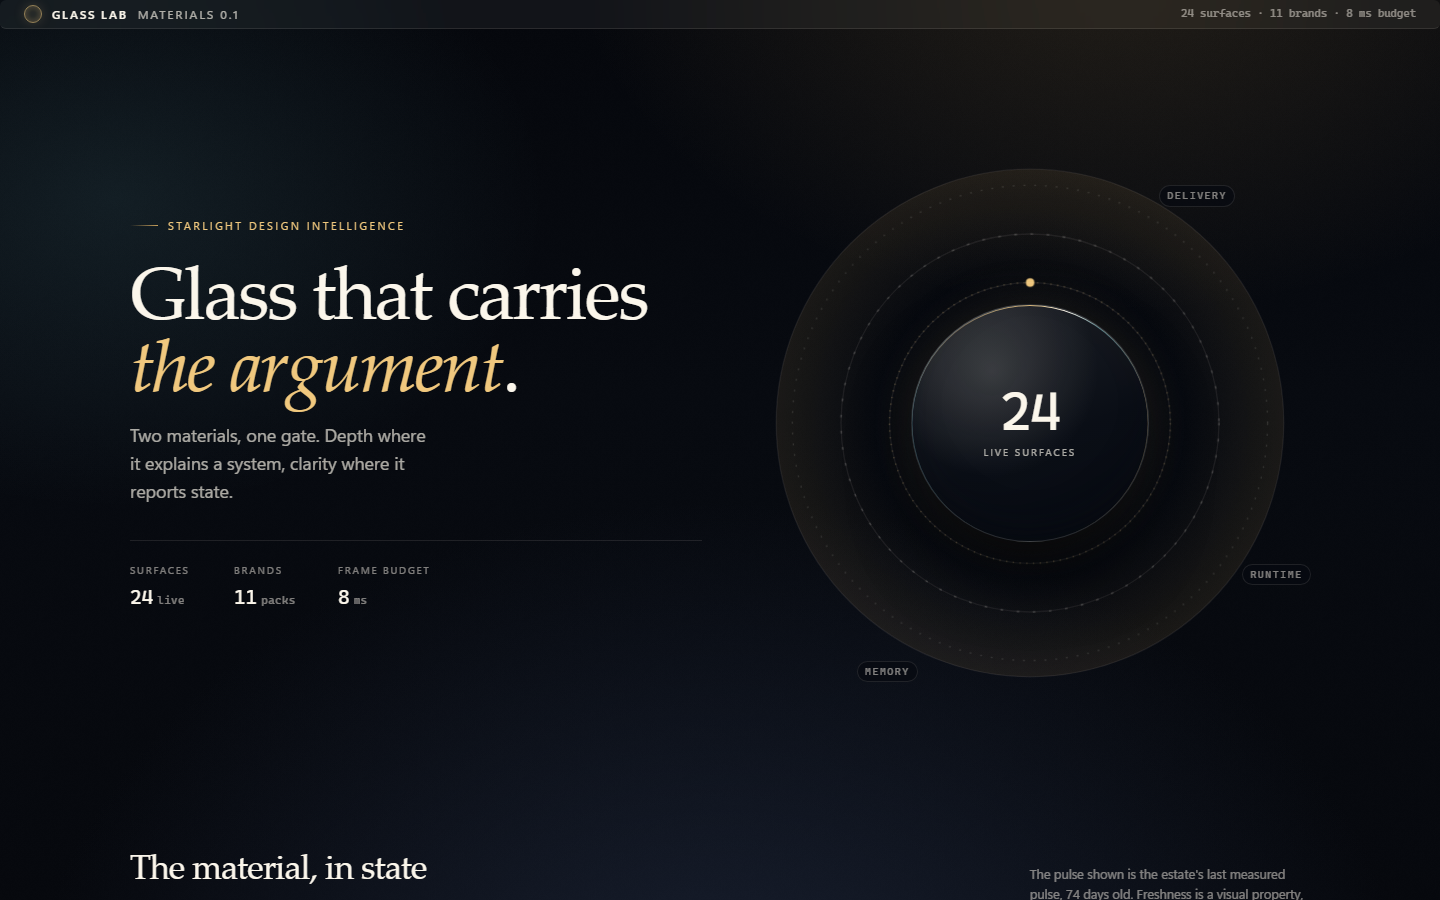 GLASS LAB MATERIALS 0.1
24 surfaces · 11 brands · 8 ms budget
STARLIGHT DESIGN INTELLIGENCE
Glass that carries
the argument.
Two materials, one gate. Depth where
it explains a system, clarity where it
reports state.
SURFACES BRANDS FRAME BUDGET
24 live 11 packs 8 ms
DELIVERY
24
LIVE SURFACES
RUNTIME
MEMORY
The material, in state
The pulse shown is the estate's last measured
pulse, 74 days old. Freshness is a visual property,